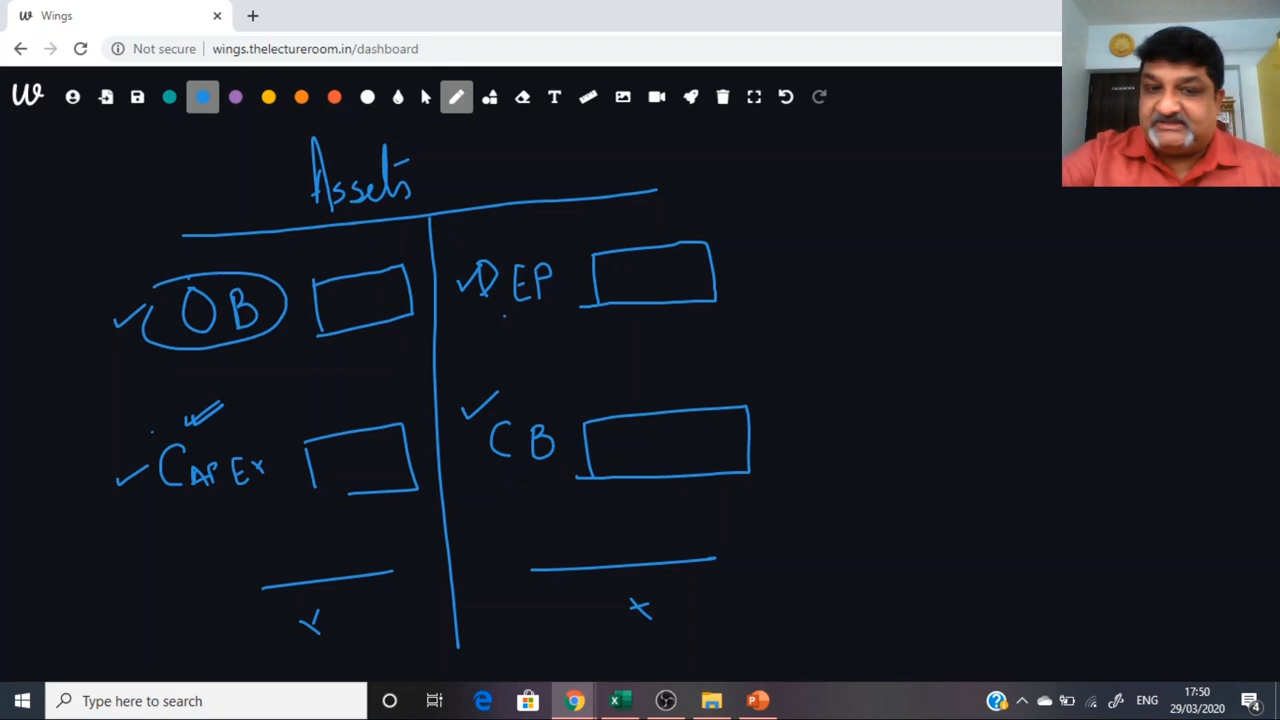 Wings
Not secure
wings.thelectureroom.in/dashboard
Assets
OB
DEP
CAPEX
CB
Type here to search
ENG
17:50
29/03/2020
4